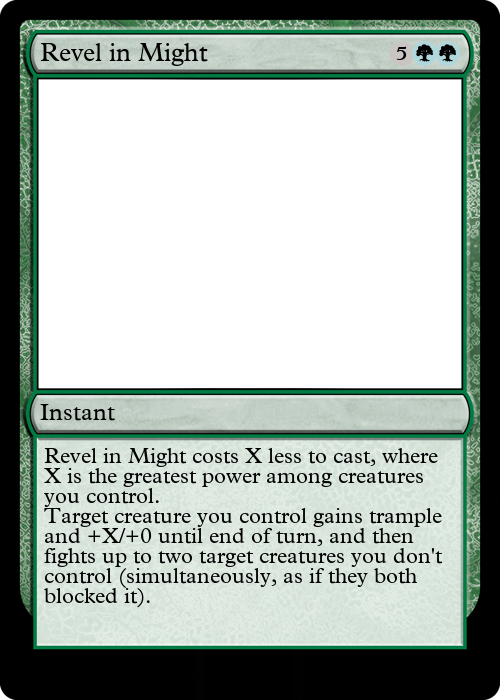 Revel in Might 5
Instant
Revel in Might costs X less to cast, where
X is the greatest power among creatures
you control.
Target creature you control gains trample
and +X/+0 until end of turn, and then
fights up to two target creatures you don't
control (simultaneously, as if they both
blocked it).